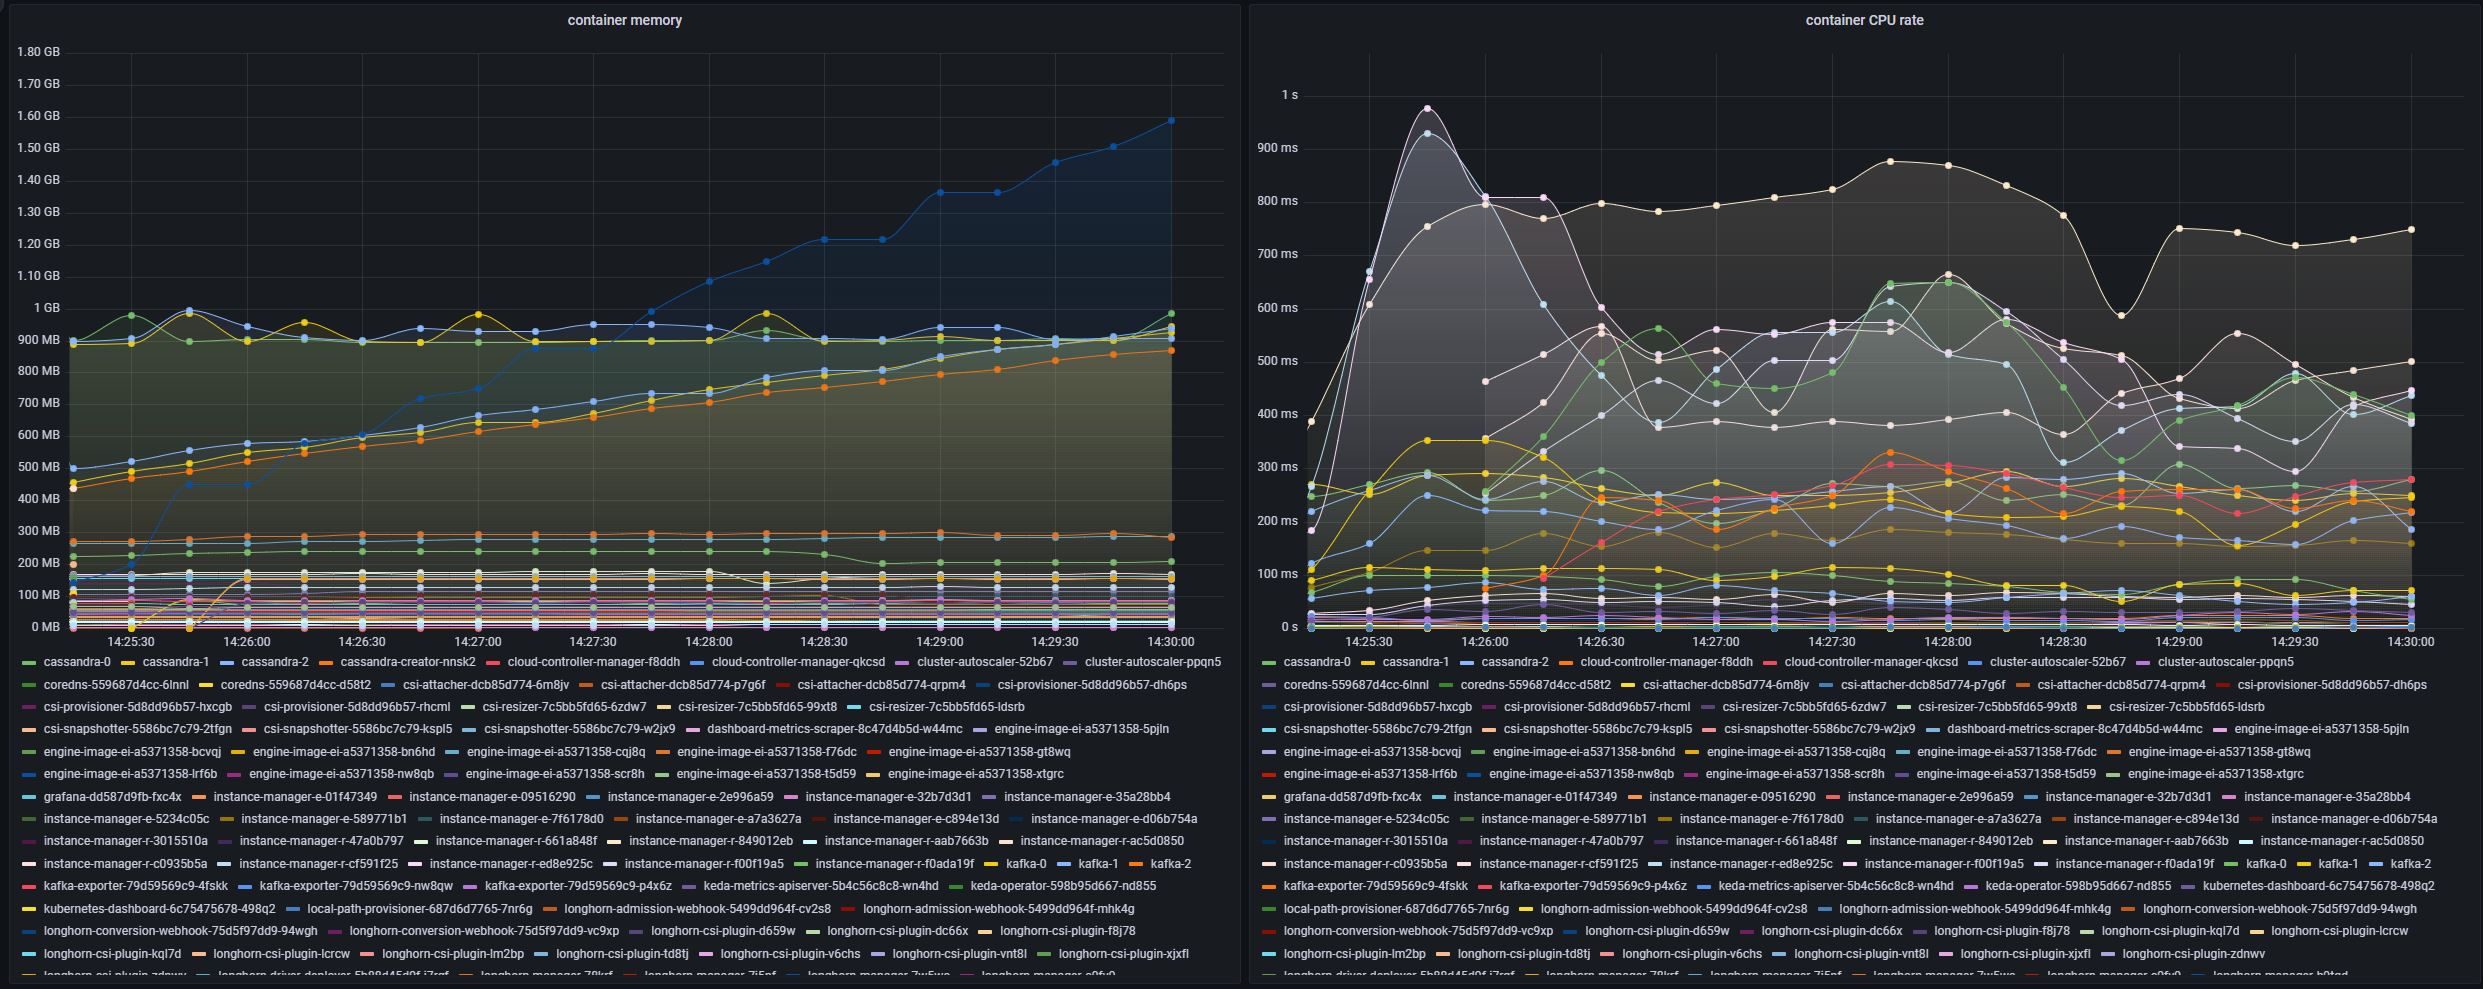 container memory
1.80 GB
1.70 GB
1.60 GB
1.50 GB
1.40 GB
1.30 GB
1.20 GB
1.10 GB
1 GB
900 MB
800 MB
700 MB
600 MB
500 MB
400 MB
300 MB
200 MB
100 MB
0 MB
14:25:30 14:26:00 14:26:30 14:27:00 14:27:30 14:28:00 14:28:30 14:29:00 14:29:30 14:30:00
cassandra-0 cassandra-1 cassandra-2 cassandra-creator-nnsk2 cloud-controller-manager-f8ddh cloud-controller-manager-qkcsd cluster-autoscaler-52b67 cluster-autoscaler-ppqn5
coredns-559687d4cc-6lnnl coredns-559687d4cc-d58t2 csi-attacher-dcb85d774-6m8jv csi-attacher-dcb85d774-p7g6f csi-attacher-dcb85d774-qrpm4 csi-provisioner-5d8dd96b57-dh6ps
csi-provisioner-5d8dd96b57-hxcgb csi-provisioner-5d8dd96b57-rhcml csi-resizer-7c5bb5fd65-6zdw7 csi-resizer-7c5bb5fd65-99xt8 csi-resizer-7c5bb5fd65-ldsrb
csi-snapshotter-5586bc7c79-2tfgn csi-snapshotter-5586bc7c79-kspl5 csi-snapshotter-5586bc7c79-w2jx9 dashboard-metrics-scraper-8c47d4b5d-w44mc engine-image-ei-a5371358-5pjln
engine-image-ei-a5371358-bcvqj engine-image-ei-a5371358-bn6hd engine-image-ei-a5371358-cqj8q engine-image-ei-a5371358-f76dc engine-image-ei-a5371358-gt8wq
engine-image-ei-a5371358-lrf6b engine-image-ei-a5371358-nw8qb engine-image-ei-a5371358-scr8h engine-image-ei-a5371358-t5d59 engine-image-ei-a5371358-xtgrc
grafana-dd587d9fb-fxc4x instance-manager-e-01f47349 instance-manager-e-09516290 instance-manager-e-2e996a59 instance-manager-e-32b7d3d1 instance-manager-e-35a28bb4
instance-manager-e-5234c05c instance-manager-e-589771b1 instance-manager-e-7f6178d0 instance-manager-e-a7a3627a instance-manager-e-c894e13d instance-manager-e-d06b754a
instance-manager-r-3015510a instance-manager-r-47a0b797 instance-manager-r-661a848f instance-manager-r-849012eb instance-manager-r-aab7663b instance-manager-r-ac5d0850
instance-manager-r-c0935b5a instance-manager-r-cf591f25 instance-manager-r-ed8e925c instance-manager-r-f00f19a5 instance-manager-r-f0ada19f kafka-0 kafka-1 kafka-2
kafka-exporter-79d59569c9-4fskk kafka-exporter-79d59569c9-nw8qw kafka-exporter-79d59569c9-p4x6z keda-metrics-apiserver-5b4c56c8c8-wn4hd keda-operator-598b95d667-nd855
kubernetes-dashboard-6c75475678-498q2 local-path-provisioner-687d6d7765-7nr6g longhorn-admission-webhook-5499dd964f-cv2s8 longhorn-admission-webhook-5499dd964f-mhk4g
longhorn-conversion-webhook-75d5f97dd9-94wgh longhorn-conversion-webhook-75d5f97dd9-vc9xp longhorn-csi-plugin-d659w longhorn-csi-plugin-dc66x longhorn-csi-plugin-f8j78
longhorn-csi-plugin-kql7d longhorn-csi-plugin-lcrcw longhorn-csi-plugin-lm2bp longhorn-csi-plugin-td8tj longhorn-csi-plugin-v6chs longhorn-csi-plugin-vnt8l longhorn-csi-plugin-xjxfl
container CPU rate
1 s
900 ms
800 ms
700 ms
600 ms
500 ms
400 ms
300 ms
200 ms
100 ms
0 s
14:25:30 14:26:00 14:26:30 14:27:00 14:27:30 14:28:00 14:28:30 14:29:00 14:29:30 14:30:00
cassandra-0 cassandra-1 cassandra-2 cloud-controller-manager-f8ddh cloud-controller-manager-qkcsd cluster-autoscaler-52b67 cluster-autoscaler-ppqn5
coredns-559687d4cc-6lnnl coredns-559687d4cc-d58t2 csi-attacher-dcb85d774-6m8jv csi-attacher-dcb85d774-p7g6f csi-attacher-dcb85d774-qrpm4 csi-provisioner-5d8dd96b57-dh6ps
csi-provisioner-5d8dd96b57-hxcgb csi-provisioner-5d8dd96b57-rhcml csi-resizer-7c5bb5fd65-6zdw7 csi-resizer-7c5bb5fd65-99xt8 csi-resizer-7c5bb5fd65-ldsrb
csi-snapshotter-5586bc7c79-2tfgn csi-snapshotter-5586bc7c79-kspl5 csi-snapshotter-5586bc7c79-w2jx9 dashboard-metrics-scraper-8c47d4b5d-w44mc engine-image-ei-a5371358-5pjln
engine-image-ei-a5371358-bcvqj engine-image-ei-a5371358-bn6hd engine-image-ei-a5371358-cqj8q engine-image-ei-a5371358-f76dc engine-image-ei-a5371358-gt8wq
engine-image-ei-a5371358-lrf6b engine-image-ei-a5371358-nw8qb engine-image-ei-a5371358-scr8h engine-image-ei-a5371358-t5d59 engine-image-ei-a5371358-xtgrc
grafana-dd587d9fb-fxc4x instance-manager-e-01f47349 instance-manager-e-09516290 instance-manager-e-2e996a59 instance-manager-e-32b7d3d1 instance-manager-e-35a28bb4
instance-manager-e-5234c05c instance-manager-e-589771b1 instance-manager-e-7f6178d0 instance-manager-e-a7a3627a instance-manager-e-c894e13d instance-manager-e-d06b754a
instance-manager-r-3015510a instance-manager-r-47a0b797 instance-manager-r-661a848f instance-manager-r-849012eb instance-manager-r-aab7663b instance-manager-r-ac5d0850
instance-manager-r-c0935b5a instance-manager-r-cf591f25 instance-manager-r-ed8e925c instance-manager-r-f00f19a5 instance-manager-r-f0ada19f kafka-0 kafka-1 kafka-2
kafka-exporter-79d59569c9-4fskk kafka-exporter-79d59569c9-p4x6z keda-metrics-apiserver-5b4c56c8c8-wn4hd keda-operator-598b95d667-nd855 kubernetes-dashboard-6c75475678-498q2
local-path-provisioner-687d6d7765-7nr6g longhorn-admission-webhook-5499dd964f-cv2s8 longhorn-admission-webhook-5499dd964f-mhk4g longhorn-conversion-webhook-75d5f97dd9-94wgh
longhorn-conversion-webhook-75d5f97dd9-vc9xp longhorn-csi-plugin-d659w longhorn-csi-plugin-dc66x longhorn-csi-plugin-f8j78 longhorn-csi-plugin-kql7d longhorn-csi-plugin-lcrcw
longhorn-csi-plugin-lm2bp longhorn-csi-plugin-td8tj longhorn-csi-plugin-v6chs longhorn-csi-plugin-vnt8l longhorn-csi-plugin-xjxfl longhorn-csi-plugin-zdnwv